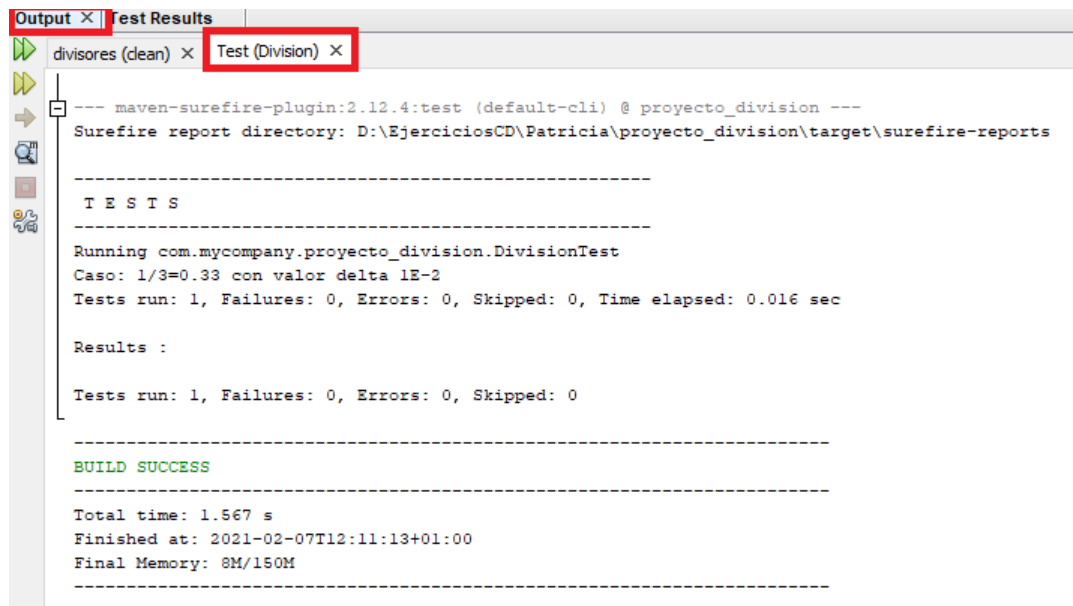 Output × Test Results
divisores (clean) × Test (Division) ×
--- maven-surefire-plugin:2.12.4:test (default-cli) @ proyecto_division ---
Surefire report directory: D:\EjerciciosCD\Patricia\proyecto_division\target\surefire-reports
-------------------------------------------------------
T E S T S
-------------------------------------------------------
Running com.mycompany.proyecto_division.DivisionTest
Caso: 1/3=0.33 con valor delta 1E-2
Tests run: 1, Failures: 0, Errors: 0, Skipped: 0, Time elapsed: 0.016 sec
Results :
Tests run: 1, Failures: 0, Errors: 0, Skipped: 0
------------------------------------------------------------------------
BUILD SUCCESS
------------------------------------------------------------------------
Total time: 1.567 s
Finished at: 2021-02-07T12:11:13+01:00
Final Memory: 8M/150M
------------------------------------------------------------------------